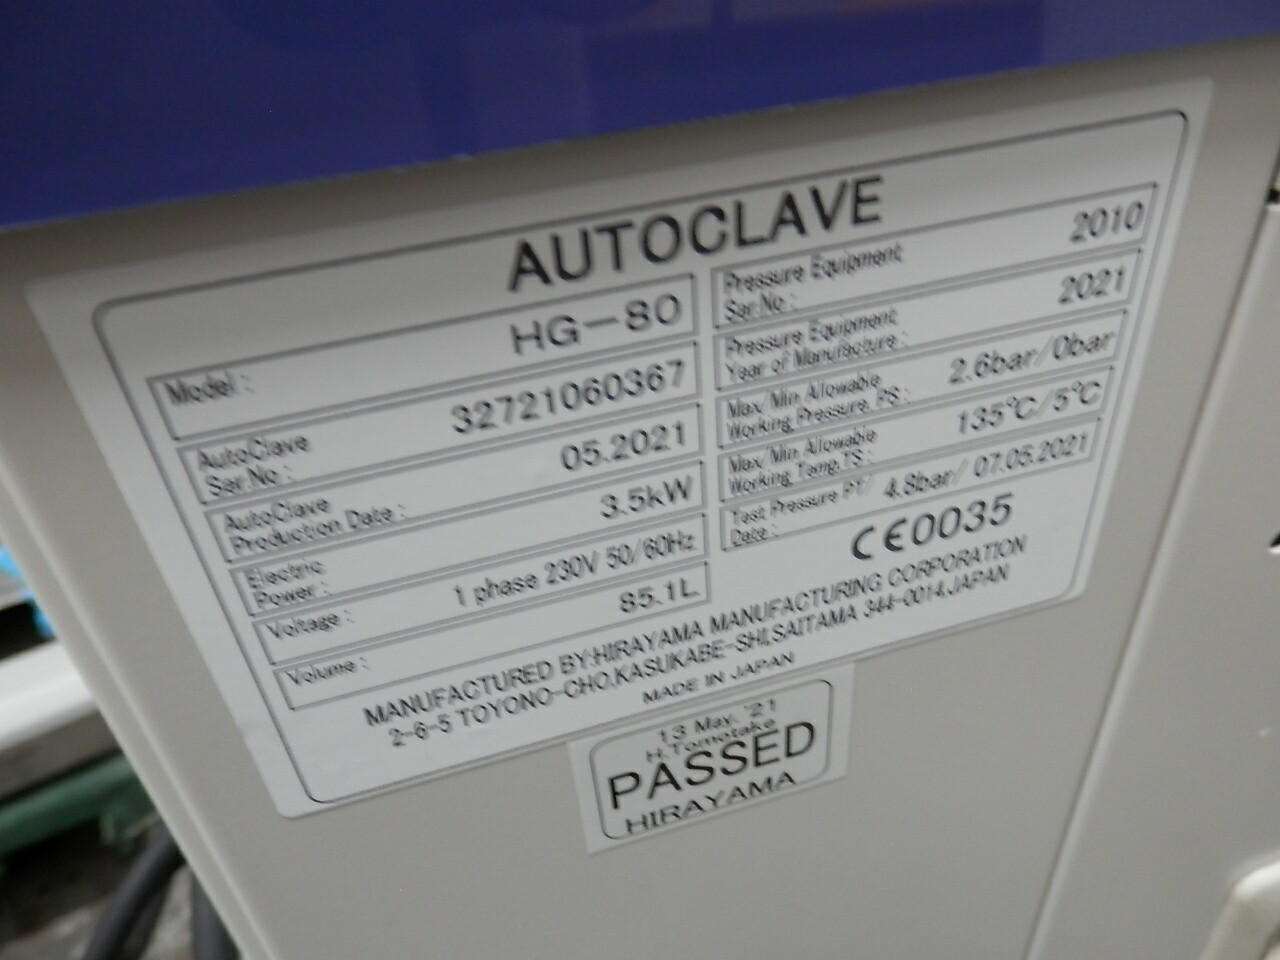 AUTOCLAVE
Model : HG-80
AutoClave
Ser.No : 32721060367
AutoClave
Production Date : 05.2021
Electric
Power : 3.5kW
Voltage : 1 phase 230V 50/60Hz
Volume : 85.1L
Pressure Equipment
Ser.No : 2010
Pressure Equipment
Year of Manufacture : 2021
Max/Min Allowable
Working Pressure, PS : 2.6bar/0bar
Max/Min Allowable
Working Temp,TS : 135°C/5°C
Test Pressure PT/
Date : 4.8bar/ 07.05.2021
CE0035
MANUFACTURED BY:HIRAYAMA MANUFACTURING CORPORATION
2-6-5 TOYONO-CHO,KASUKABE-SHI,SAITAMA 344-0014,JAPAN
MADE IN JAPAN
13 May. '21
H.Tomotake
PASSED
HIRAYAMA